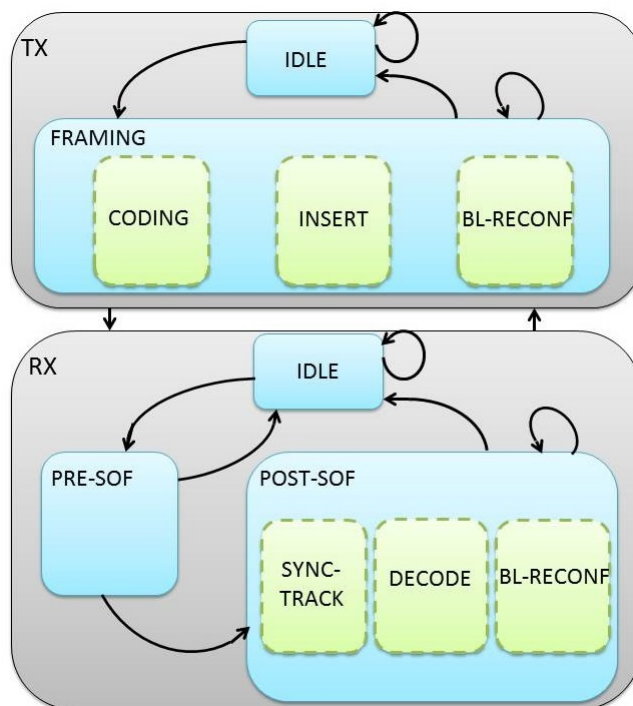 TX
IDLE
FRAMING
CODING
INSERT
BL-RECONF
RX
IDLE
PRE-SOF
POST-SOF
SYNC-
TRACK
DECODE
BL-RECONF